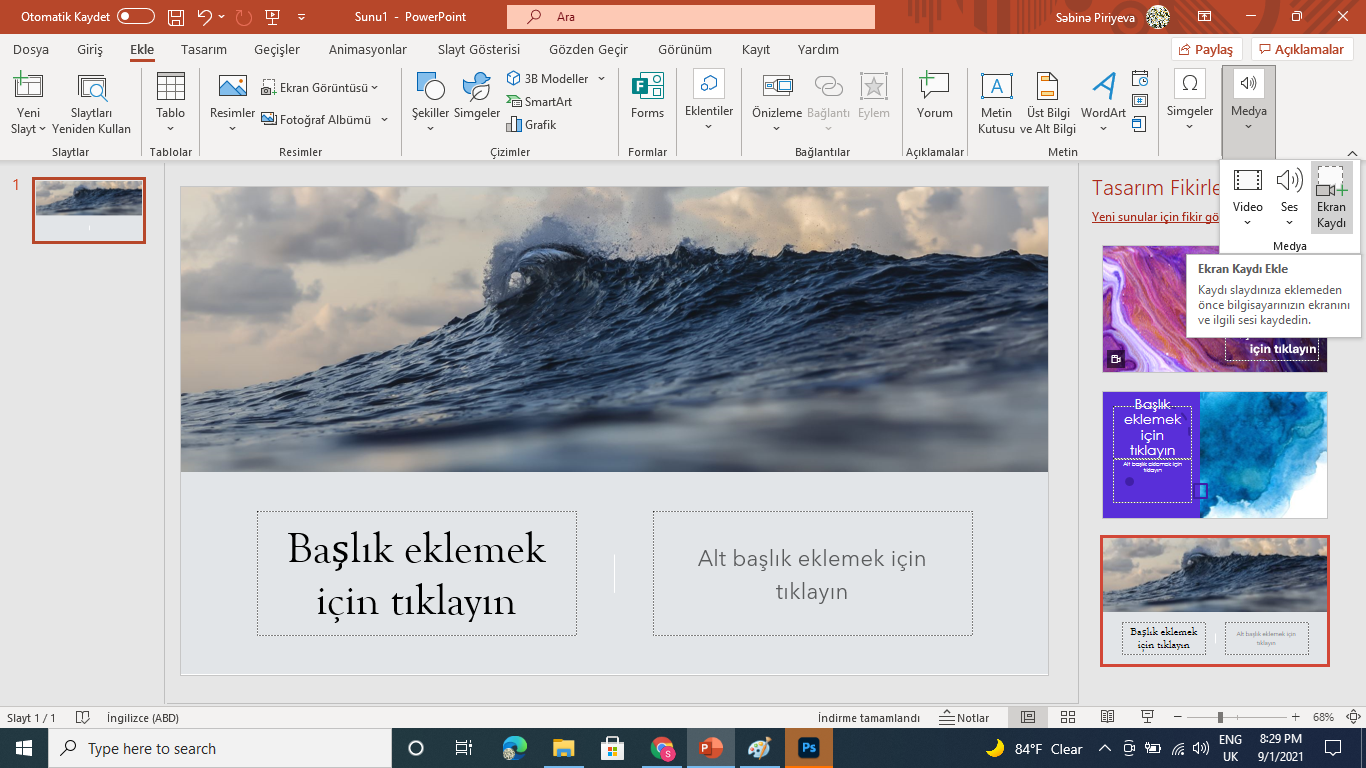 Otomatik Kaydet
Sunu1 - PowerPoint
Ara
Səbinə Piriyeva
Dosya Giriş Ekle Tasarım Geçişler Animasyonlar Slayt Gösterisi Gözden Geçir Görünüm Kayıt Yardım
Paylaş
Açıklamalar
Yeni
Slayt
Slaytları
Yeniden Kullan
Slaytlar
Tablo
Tablolar
Resimler
Ekran Görüntüsü
Fotoğraf Albümü
Resimler
Şekiller
Simgeler
3B Modeller
SmartArt
Grafik
Çizimler
Forms
Formlar
Eklentiler
Önizleme
Bağlantı
Eylem
Bağlantılar
Yorum
Açıklamalar
Metin
Kutusu
Üst Bilgi
ve Alt Bilgi
WordArt
Metin
Simgeler
Medya
Video
Ses
Ekran
Kaydı
Medya
Ekran Kaydı Ekle
Kaydı slaydınıza eklemeden
önce bilgisayarınızın ekranını
ve ilgili sesi kaydedin.
1
Başlık eklemek
için tıklayın
Alt başlık eklemek için
tıklayın
Tasarım Fikirle
Yeni sunular için fikir gö
için tıklayın
Başlık
eklemek
için
tıklayın
Alt başlık eklemek için
tıklayın
Başlık eklemek
için tıklayın
Alt başlık eklemek için
tıklayın
Slayt 1 / 1
İngilizce (ABD)
İndirme tamamlandı
Notlar
68%
Type here to search
S
P
Ps
84°F Clear
ENG
UK
8:29 PM
9/1/2021